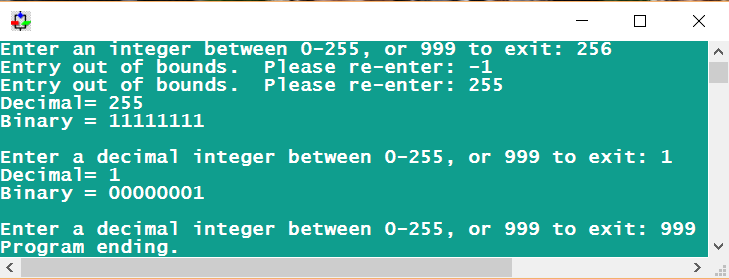 Enter an integer between 0-255, or 999 to exit: 256
Entry out of bounds.  Please re-enter: -1
Entry out of bounds.  Please re-enter: 255
Decimal= 255
Binary = 11111111
Enter a decimal integer between 0-255, or 999 to exit: 1
Decimal= 1
Binary = 00000001
Enter a decimal integer between 0-255, or 999 to exit: 999
Program ending.